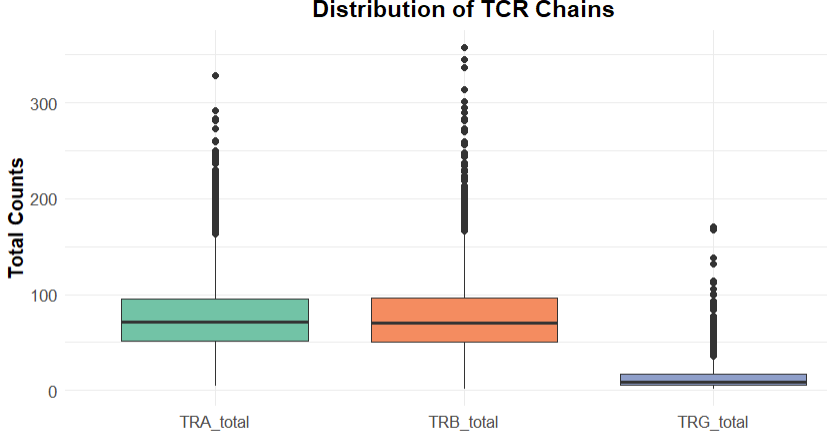 Distribution of TCR Chains
Total Counts
300
200
100
0
TRA_total
TRB_total
TRG_total